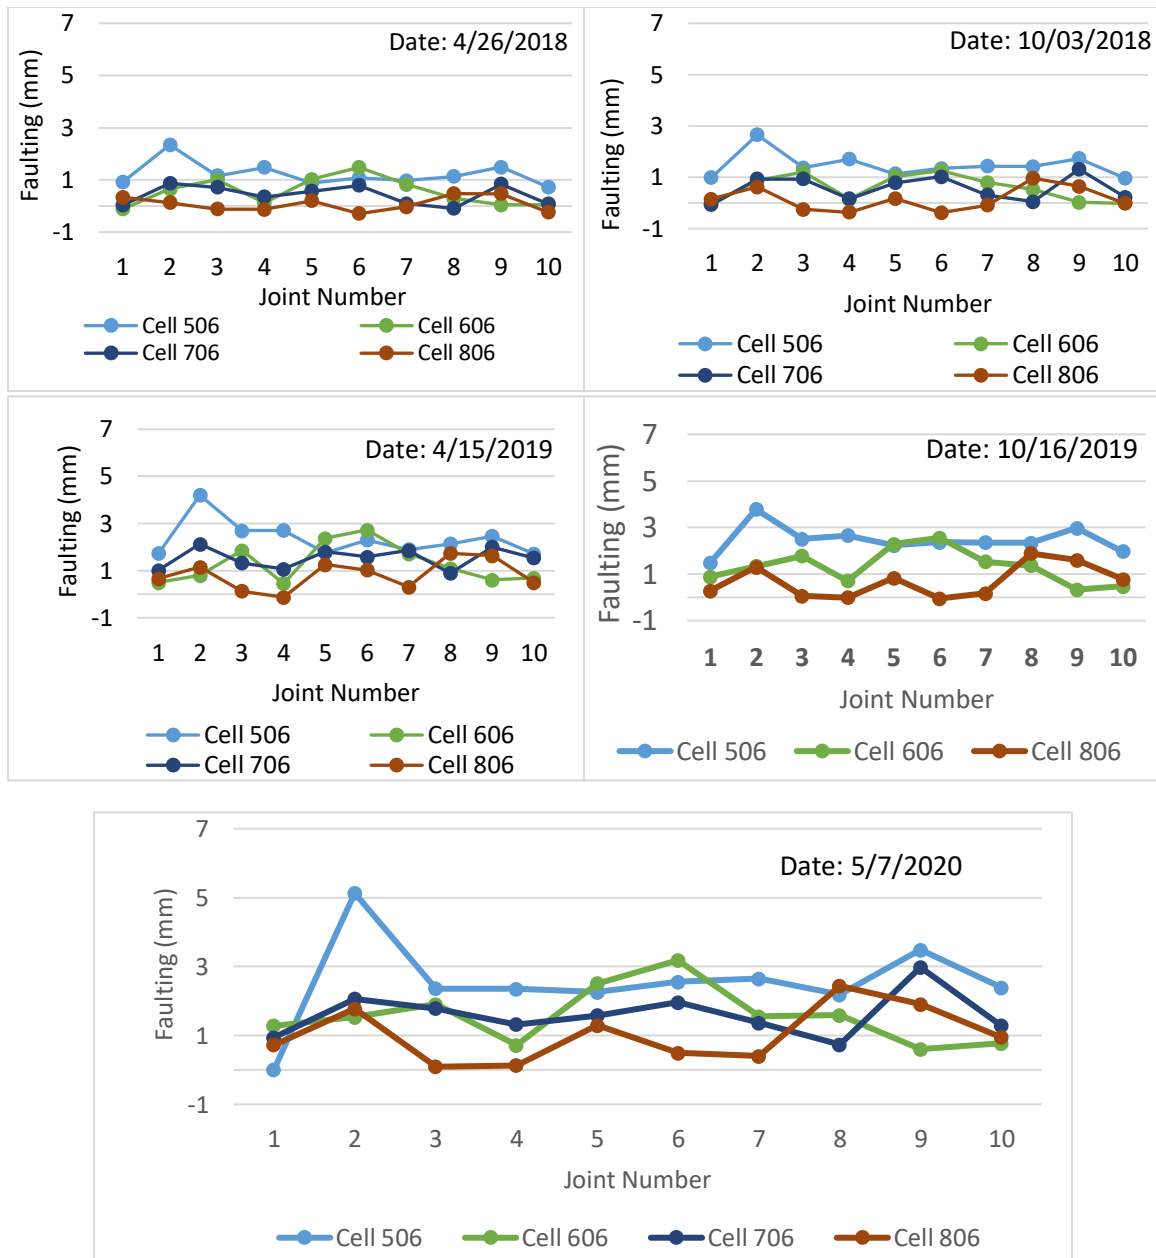 Date: 4/26/2018
Faulting (mm)
7
5
3
1
-1
1 2 3 4 5 6 7 8 9 10
Joint Number
Cell 506 Cell 606
Cell 706 Cell 806
Date: 10/03/2018
Faulting (mm)
7
5
3
1
-1
1 2 3 4 5 6 7 8 9 10
Joint Number
Cell 506 Cell 606
Cell 706 Cell 806
Date: 4/15/2019
Faulting (mm)
7
5
3
1
-1
1 2 3 4 5 6 7 8 9 10
Joint Number
Cell 506 Cell 606
Cell 706 Cell 806
Date: 10/16/2019
Faulting (mm)
7
5
3
1
-1
1 2 3 4 5 6 7 8 9 10
Joint Number
Cell 506 Cell 606 Cell 806
Date: 5/7/2020
Faulting (mm)
7
5
3
1
-1
1 2 3 4 5 6 7 8 9 10
Joint Number
Cell 506 Cell 606 Cell 706 Cell 806